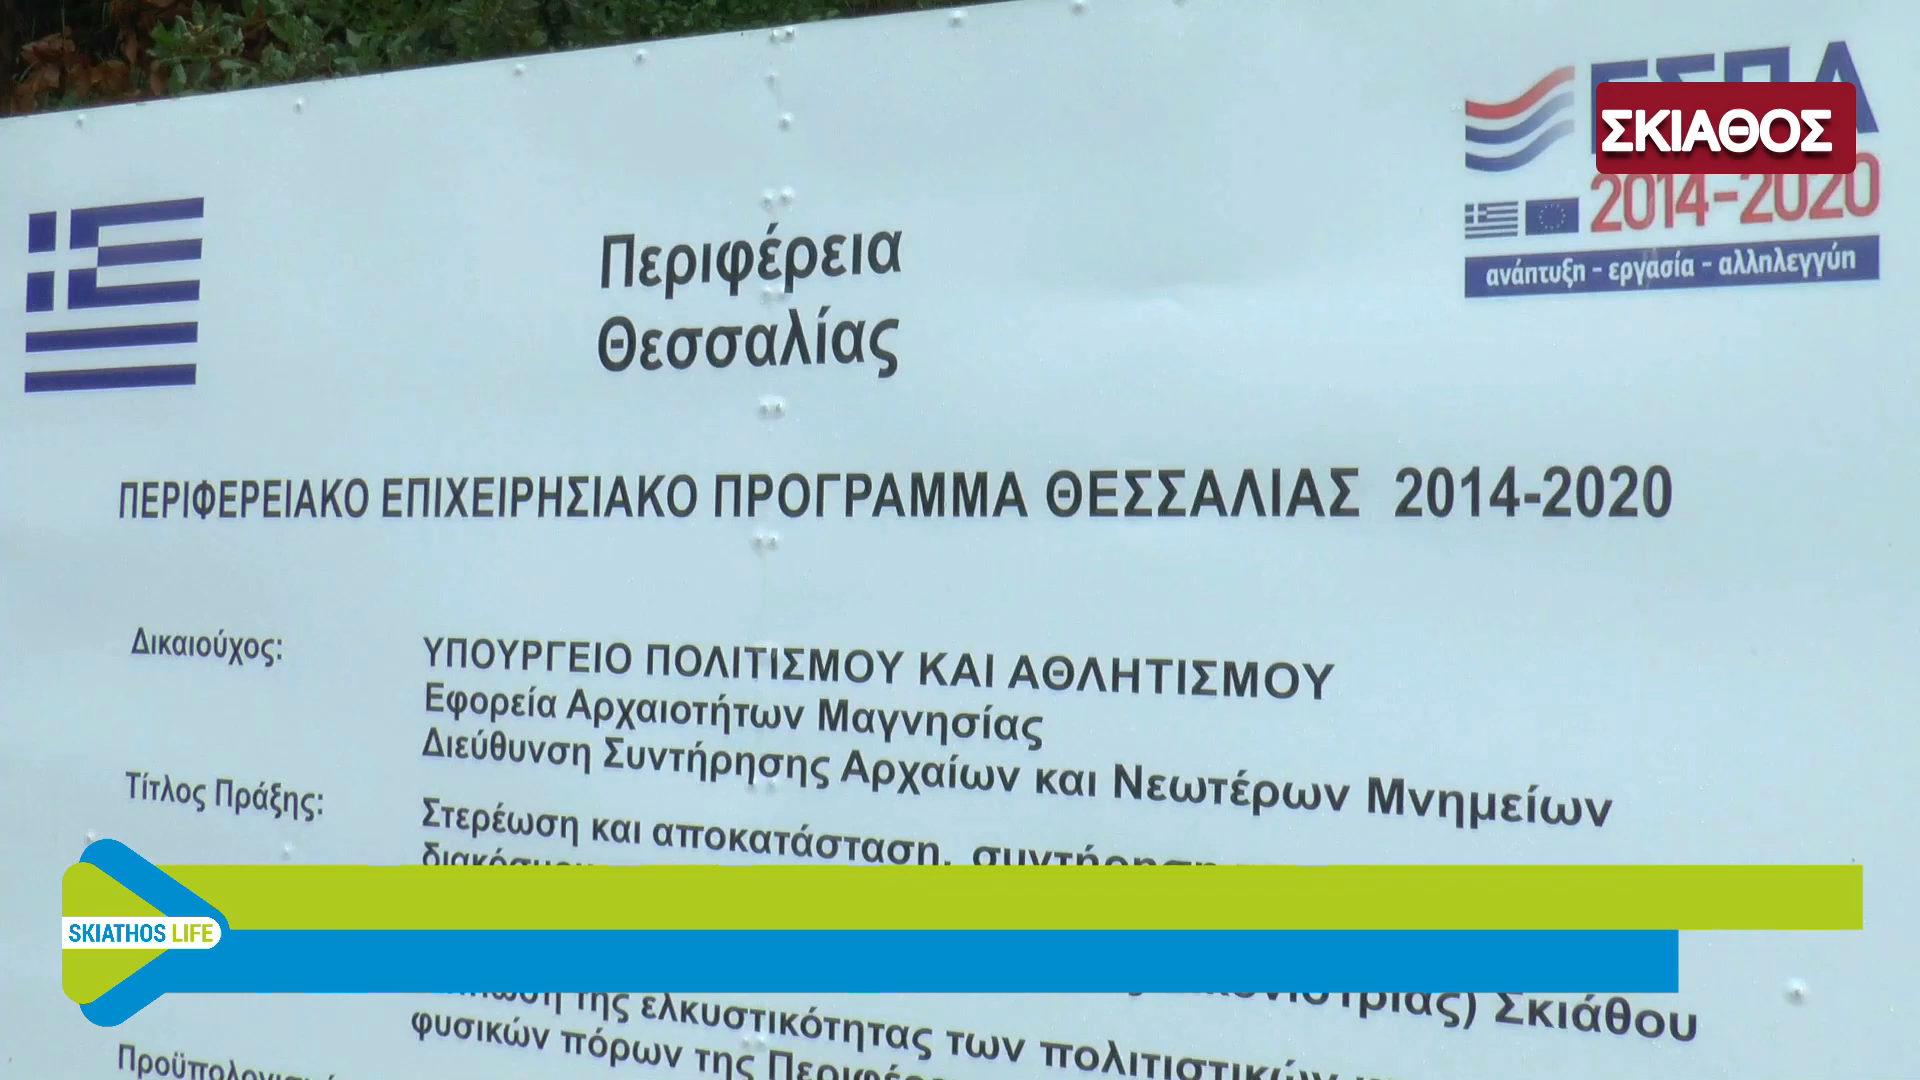 ΣΚΙΑΘΟΣ
2014-2020
ανάπτυξη - εργασία - αλληλεγγύη
Περιφέρεια
Θεσσαλίας
ΠΕΡΙΦΕΡΕΙΑΚΟ ΕΠΙΧΕΙΡΗΣΙΑΚΟ ΠΡΟΓΡΑΜΜΑ ΘΕΣΣΑΛΙΑΣ 2014-2020
Δικαιούχος: ΥΠΟΥΡΓΕΙΟ ΠΟΛΙΤΙΣΜΟΥ ΚΑΙ ΑΘΛΗΤΙΣΜΟΥ
Εφορεία Αρχαιοτήτων Μαγνησίας
Διεύθυνση Συντήρησης Αρχαίων και Νεωτέρων Μνημείων
Τίτλος Πράξης: Στερέωση και αποκατάσταση, συντήρηση
SKIATHOS LIFE
Σκιάθου
της ελκυστικότητας των
φυσικών πόρων της